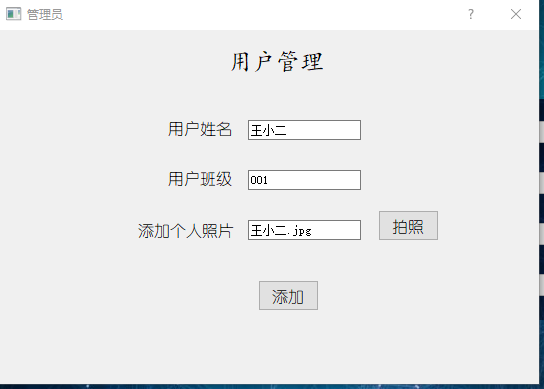 管理员
用户管理
用户姓名 王小二
用户班级 001
添加个人照片 王小二.jpg 拍照
添加